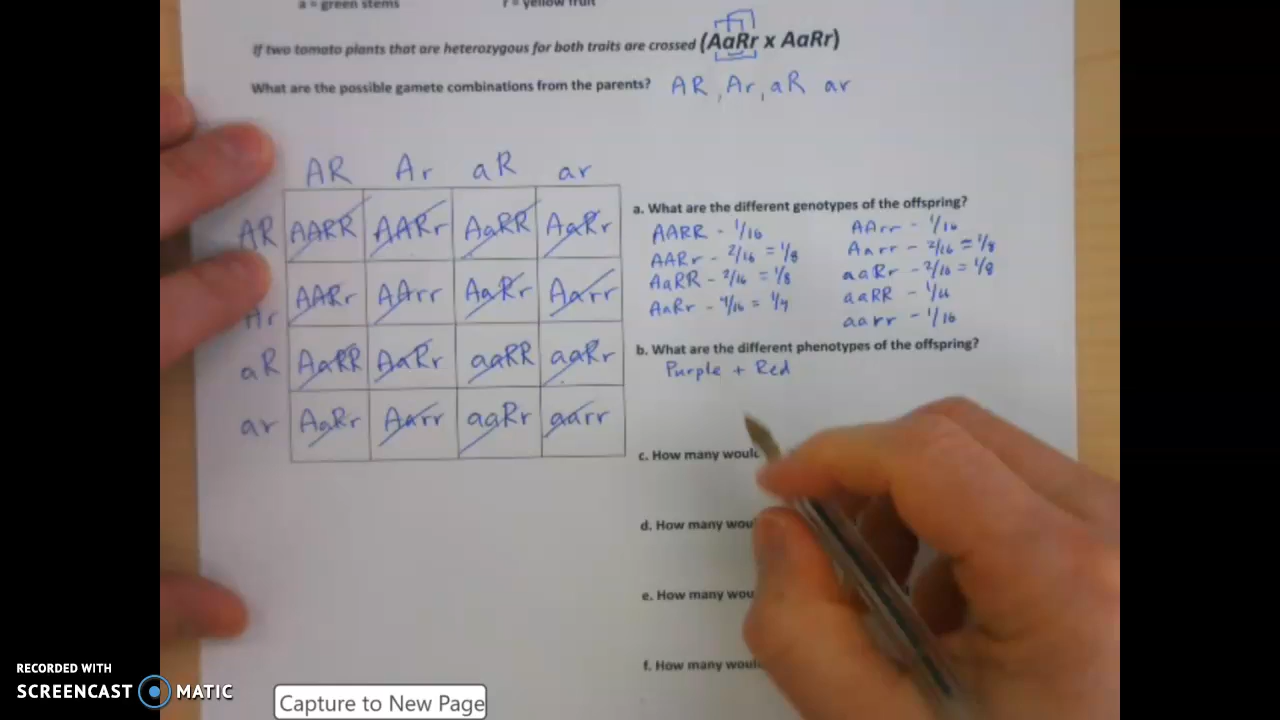 a = green stems r = yellow fruit
If two tomato plants that are heterozygous for both traits are crossed (AaRr x AaRr)
What are the possible gamete combinations from the parents? AR, Ar, aR ar
AR Ar aR ar
AR AARR AARr AaRR AaRr
Ar AARr AArr AaRr Aarr
aR AaRR AaRr aaRR aaRr
ar AaRr Aarr aaRr aarr
a. What are the different genotypes of the offspring?
AARR - 1/16 AArr - 1/16
AARr - 2/16 = 1/8 Aarr - 2/16 = 1/8
AaRR - 2/16 = 1/8 aaRr - 2/16 = 1/8
AaRr - 4/16 = 1/4 aaRR - 1/16
aarr - 1/16
b. What are the different phenotypes of the offspring?
Purple + Red
c. How many would
d. How many wou
e. How many wou
f. How many would
RECORDED WITH
SCREENCAST MATIC
Capture to New Page